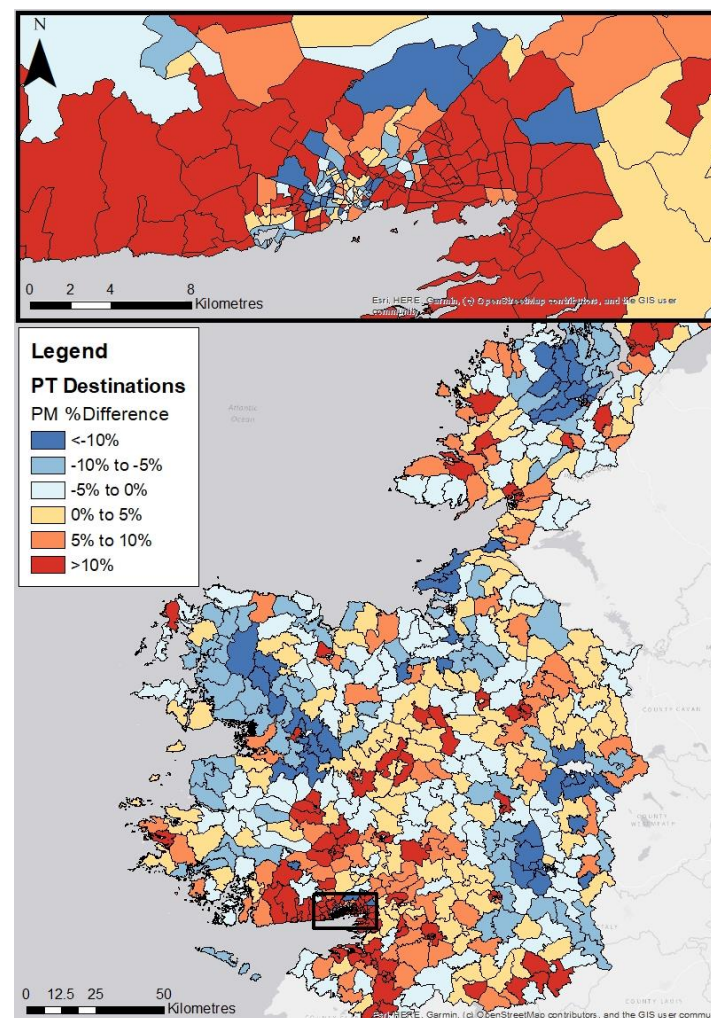 N
0 2 4 8
Kilometres
Esri, HERE, Garmin, (c) OpenStreetMap contributors, and the GIS user
community
Legend
PT Destinations
PM %Difference
<-10%
-10% to -5%
-5% to 0%
0% to 5%
5% to 10%
>10%
Atlantic
Ocean
COUNTY CAVAN
COUNTY
WESTMEATH
COUNTY LAOIS
0 12.5 25 50
Kilometres
Esri, HERE, Garmin, (c) OpenStreetMap contributors, and the GIS user commu